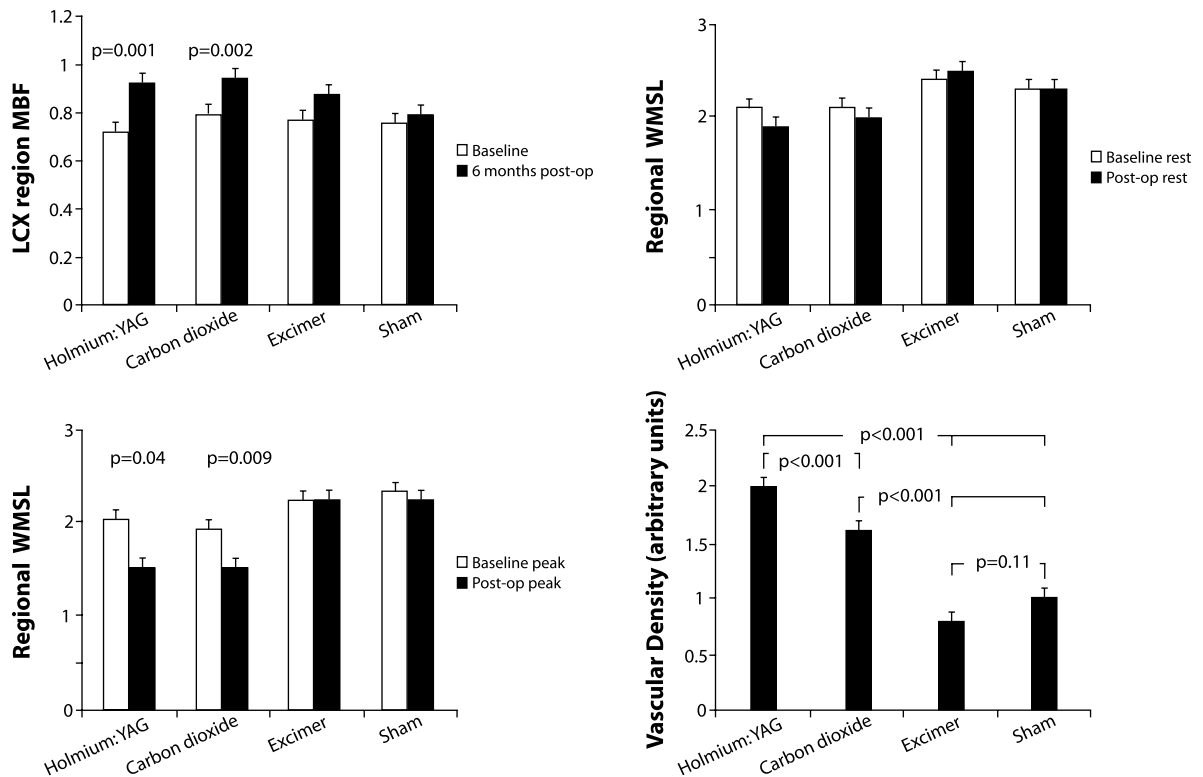 LCX region MBF
1.2
1
0.8
0.6
0.4
0.2
0
p=0.001
p=0.002
Holmium:YAG
Carbon dioxide
Excimer
Sham
Baseline
6 months post-op
Regional WMSL
3
2
1
0
Holmium:YAG
Carbon dioxide
Excimer
Sham
Baseline rest
Post-op rest
Regional WMSL
3
2
1
0
p=0.04
p=0.009
Holmium:YAG
Carbon dioxide
Excimer
Sham
Baseline peak
Post-op peak
Vascular Density (arbitrary units)
2.5
2
1.5
1
0.5
0
p<0.001
p<0.001
p<0.001
p=0.11
Holmium:YAG
Carbon dioxide
Excimer
Sham